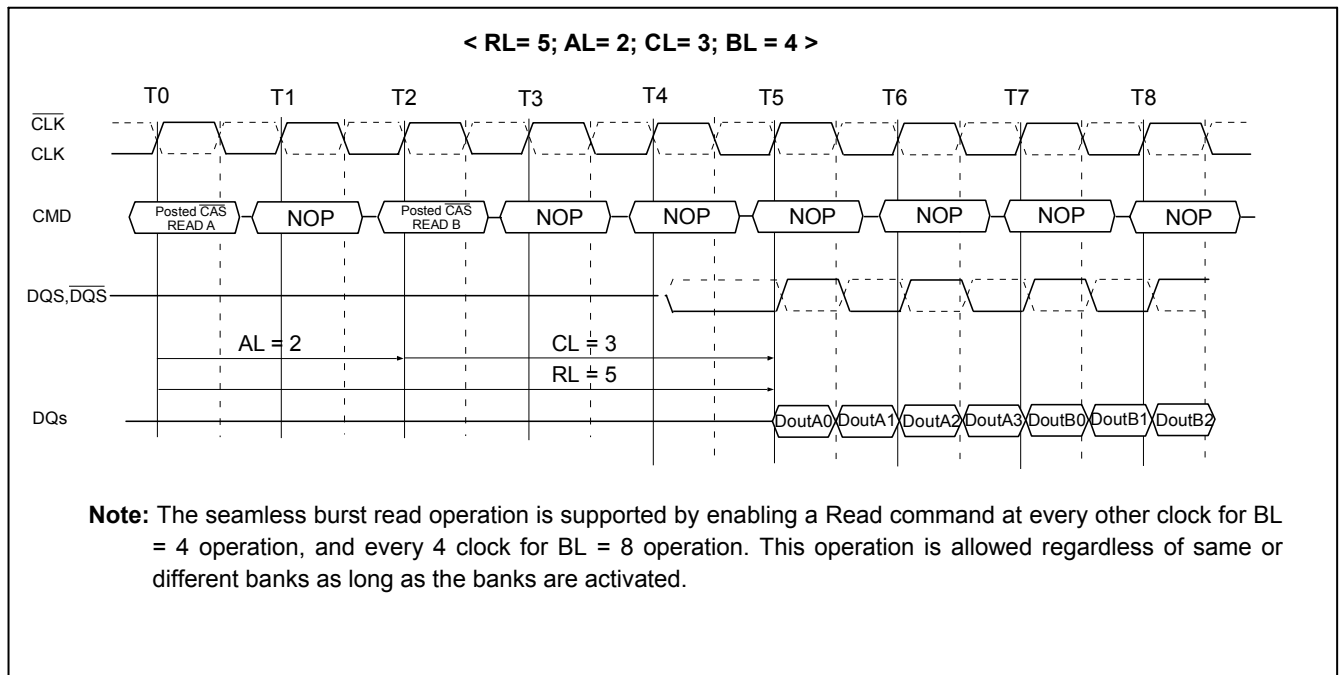 < RL= 5; AL= 2; CL= 3; BL = 4 >
T0 T1 T2 T3 T4 T5 T6 T7 T8
CLK
CLK
CMD
Posted CAS
READ A
NOP
Posted CAS
READ B
NOP NOP NOP NOP NOP NOP
DQS,DQS
AL = 2
CL = 3
RL = 5
DQs
DoutA0 DoutA1 DoutA2 DoutA3 DoutB0 DoutB1 DoutB2
Note: The seamless burst read operation is supported by enabling a Read command at every other clock for BL
= 4 operation, and every 4 clock for BL = 8 operation. This operation is allowed regardless of same or
different banks as long as the banks are activated.